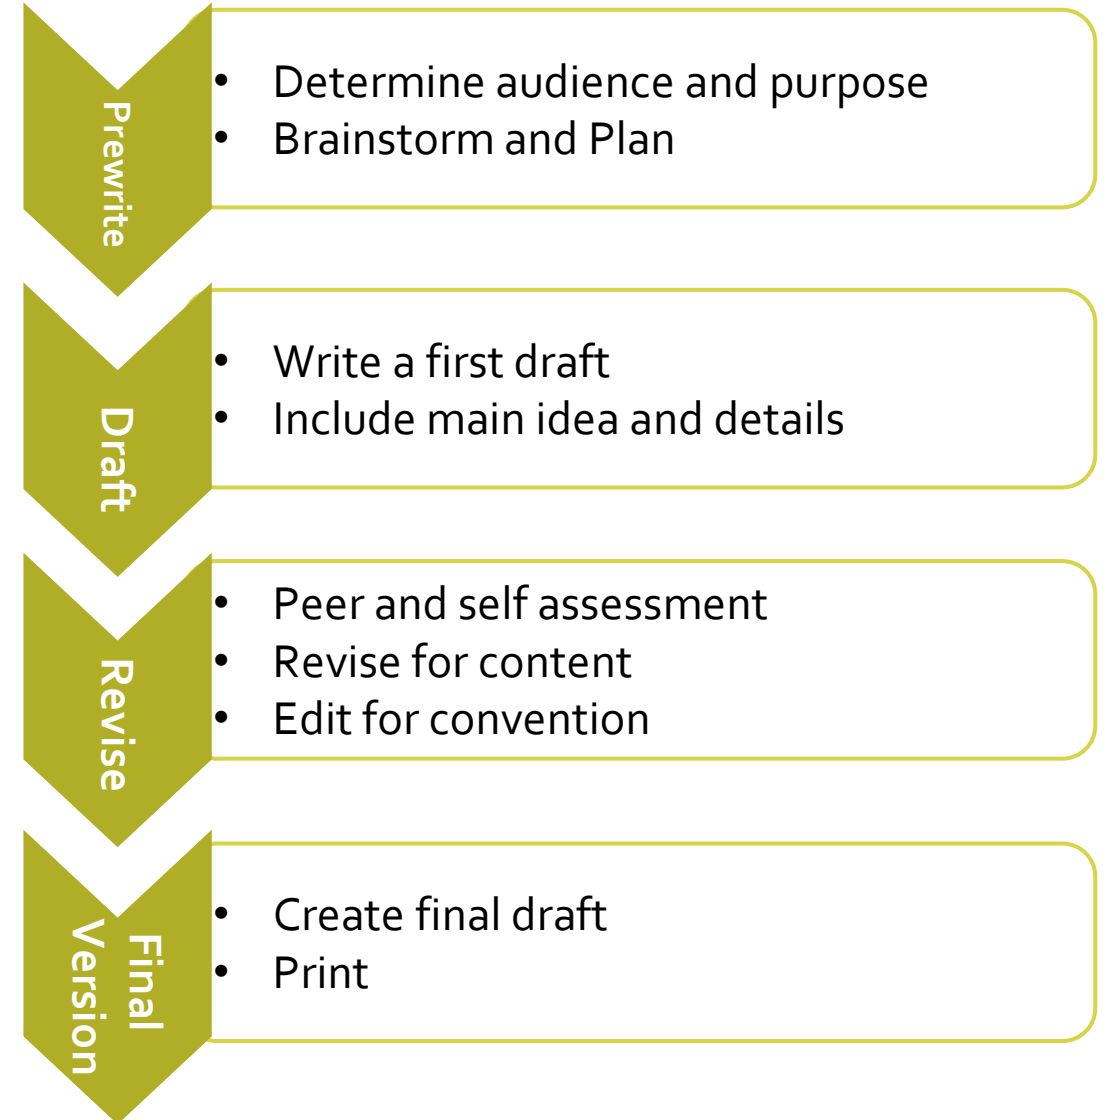 Prewrite
• Determine audience and purpose
• Brainstorm and Plan
Draft
• Write a first draft
• Include main idea and details
Revise
• Peer and self assessment
• Revise for content
• Edit for convention
Final
Version
• Create final draft
• Print